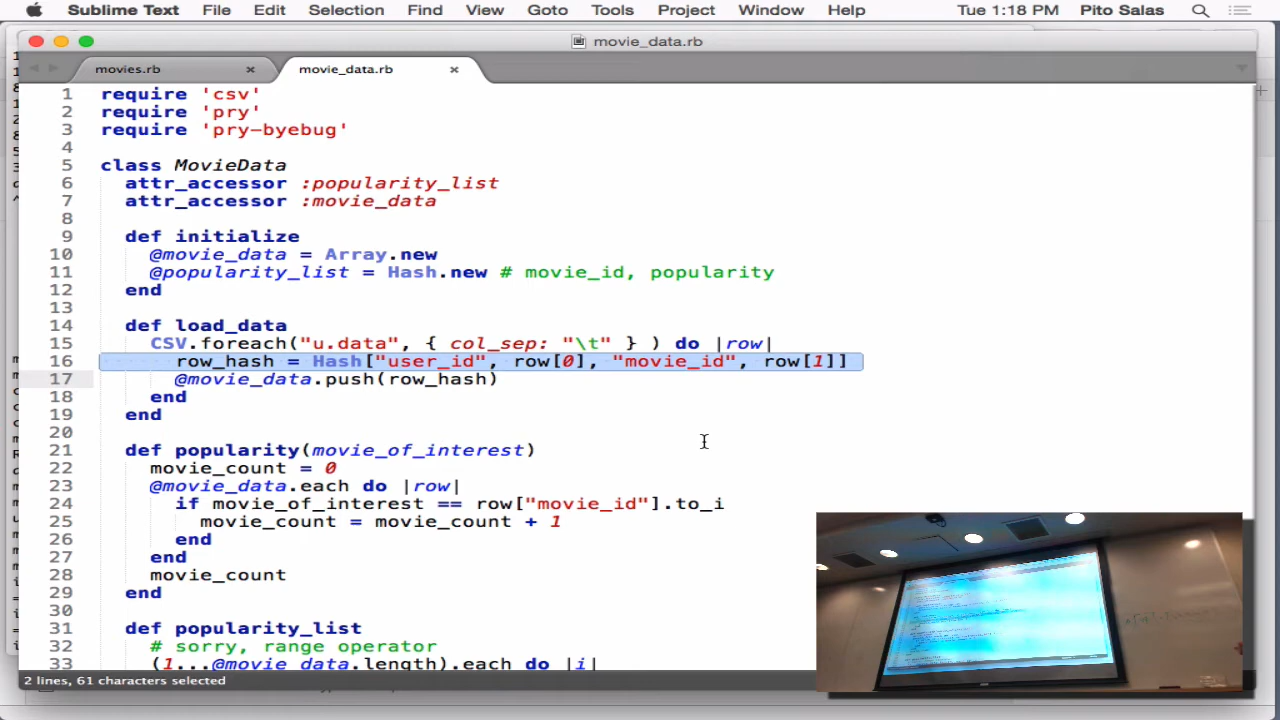 Sublime Text File Edit Selection Find View Goto Tools Project Window Help Tue 1:18 PM Pito Salas
movie_data.rb
movies.rb × movie_data.rb ×
1 require 'csv'
2 require 'pry'
3 require 'pry-byebug'
4
5 class MovieData
6 attr_accessor :popularity_list
7 attr_accessor :movie_data
8
9 def initialize
10 @movie_data = Array.new
11 @popularity_list = Hash.new # movie_id, popularity
12 end
13
14 def load_data
15 CSV.foreach("u.data", { col_sep: "\t" } ) do |row|
16 row_hash = Hash["user_id", row[0], "movie_id", row[1]]
17 @movie_data.push(row_hash)
18 end
19 end
20
21 def popularity(movie_of_interest)
22 movie_count = 0
23 @movie_data.each do |row|
24 if movie_of_interest == row["movie_id"].to_i
25 movie_count = movie_count + 1
26 end
27 end
28 movie_count
29 end
30
31 def popularity_list
32 # sorry, range operator
33 (1...@movie_data.length).each do |i|
2 lines, 61 characters selected